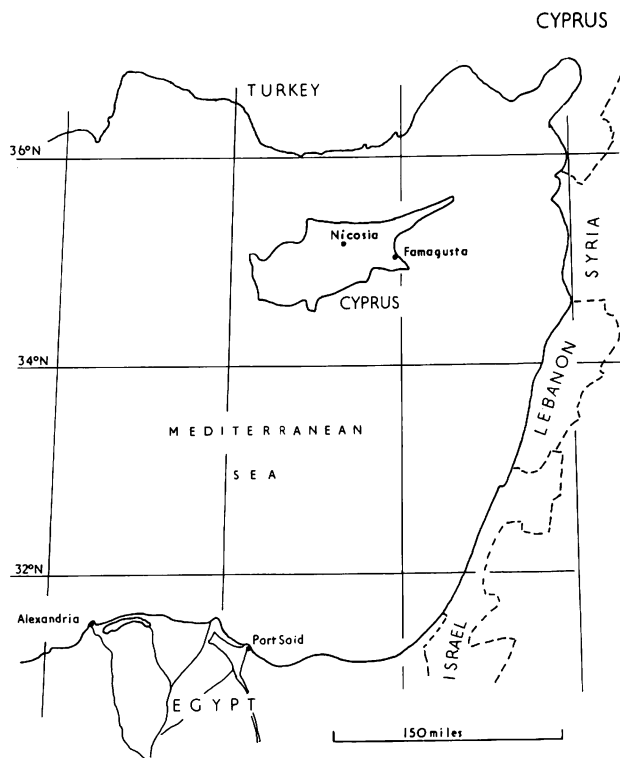 CYPRUS
TURKEY
36°N
Nicosia
Famagusta
SYRIA
CYPRUS
34°N
LEBANON
MEDITERRANEAN
SEA
32°N
Alexandria
Port Said
ISRAEL
EGYPT
150 miles